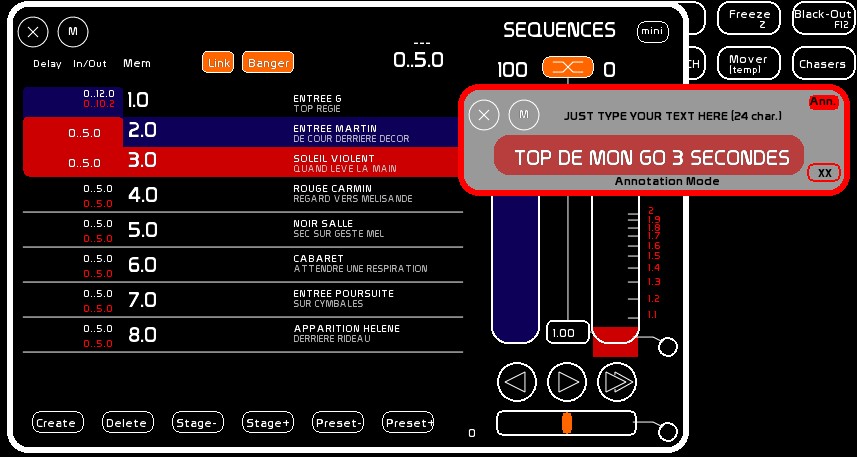 SEQUENCES
mini
Freeze
Z
Black-Out
F12
X M
Delay In/Out Mem
Link Banger
---
0..5.0
100 0
CH
Mover
(temp)
Chasers
0..12.0
0..10.2
1.0
ENTREE G
TOP REGIE
0..5.0
2.0
ENTREE MARTIN
DE COUR DERRIERE DECOR
0..5.0
3.0
SOLEIL VIOLENT
QUAND LEVE LA MAIN
0..5.0
0..5.0
4.0
ROUGE CARMIN
REGARD VERS MELISANDE
0..5.0
0..5.0
5.0
NOIR SALLE
SEC SUR GESTE MEL
0..5.0
0..5.0
6.0
CABARET
ATTENDRE UNE RESPIRATION
0..5.0
0..5.0
7.0
ENTREE POURSUITE
SUR CYMBALES
0..5.0
0..5.0
8.0
APPARITION HELENE
DERRIERE RIDEAU
X M
JUST TYPE YOUR TEXT HERE (24 char.)
Ann.
TOP DE MON GO 3 SECONDES
XX
Annotation Mode
2
1.9
1.8
1.7
1.6
1.5
1.4
1.3
1.2
1.1
1.00
Create Delete Stage- Stage+ Preset- Preset+
0